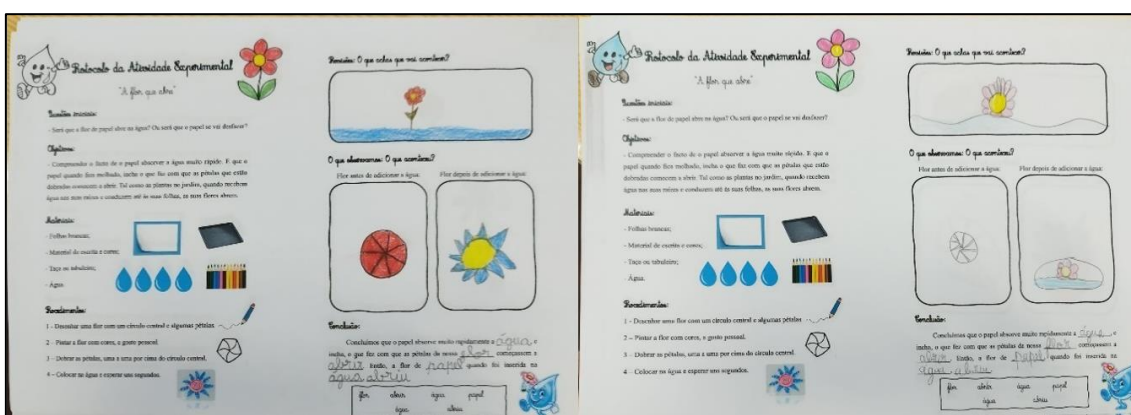 Protocolo da Atividade Experimental
"A flor que abre"
Questões iniciais:
- Será que a flor de papel abre na água? Ou será que o papel se vai desfazer?
Objetivos:
- Compreender o facto de o papel absorver a água muito rápido. E que o
papel quando fica molhado, incha o que faz com que as pétalas que estão
dobradas comecem a abrir. Tal como as plantas no jardim, quando recebem
água nas suas raízes e conduzem até às suas folhas, as suas flores abrem.
Materiais:
- Folhas brancas;
- Material de escrita e cores;
- Taça ou tabuleiro;
- Água.
Procedimentos:
1 - Desenhar uma flor com um círculo central e algumas pétalas
2 - Pintar a flor com cores, a gosto pessoal.
3 - Dobrar as pétalas, uma a uma por cima do círculo central.
4 - Colocar na água e esperar uns segundos.
Previsões: O que achas que vai acontecer?
O que observamos: O que aconteceu?
Flor antes de adicionar a água:
Flor depois de adicionar a água:
Conclusão:
Concluímos que o papel absorve muito rapidamente a água e
incha, o que fez com que as pétalas da nossa flor começassem a
abrir. Então, a flor de papel quando foi inserida na
água abriu
flor abrir água papel
água abriu
Protocolo da Atividade Experimental
"A flor que abre"
Questões iniciais:
- Será que a flor de papel abre na água? Ou será que o papel se vai desfazer?
Objetivos:
- Compreender o facto de o papel absorver a água muito rápido. E que o
papel quando fica molhado, incha o que faz com que as pétalas que estão
dobradas comecem a abrir. Tal como as plantas no jardim, quando recebem
água nas suas raízes e conduzem até às suas folhas, as suas flores abrem.
Materiais:
- Folhas brancas;
- Material de escrita e cores;
- Taça ou tabuleiro;
- Água.
Procedimentos:
1 - Desenhar uma flor com um círculo central e algumas pétalas
2 - Pintar a flor com cores, a gosto pessoal.
3 - Dobrar as pétalas, uma a uma por cima do círculo central.
4 - Colocar na água e esperar uns segundos.
Previsões: O que achas que vai acontecer?
O que observamos: O que aconteceu?
Flor antes de adicionar a água:
Flor depois de adicionar a água:
Conclusão:
Concluímos que o papel absorve muito rapidamente a água e
incha, o que fez com que as pétalas da nossa flor começassem a
abrir. Então, a flor de papel quando foi inserida na
água abriu
flor abrir água papel
água abriu